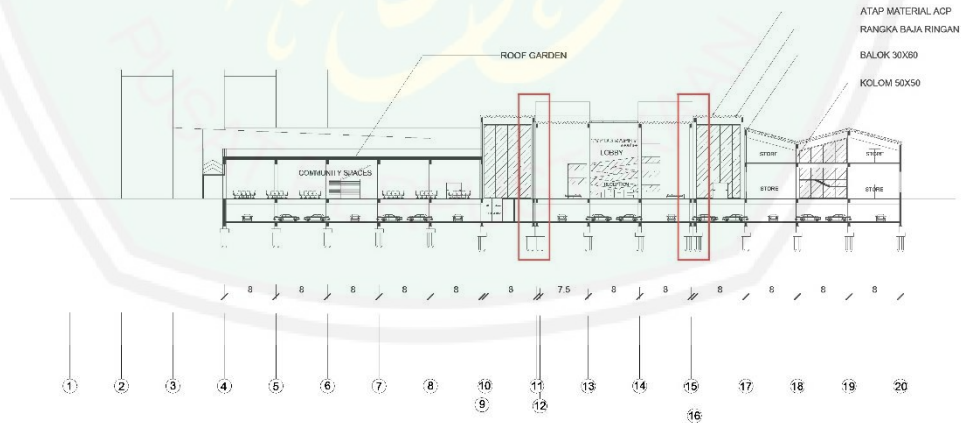 ATAP MATERIAL ACP
RANGKA BAJA RINGAN
ROOF GARDEN
BALOK 30X60
KOLOM 50X50
LOBBY
STORE
STORE
COMMUNITY SPACES
RECEPTION
STORE
STORE
8 8 8 8 8 8 7.5 8 8 8 8 8 8
1 2 3 4 5 6 7 8 10 11 13 14 15 17 18 19 20
9 12 16